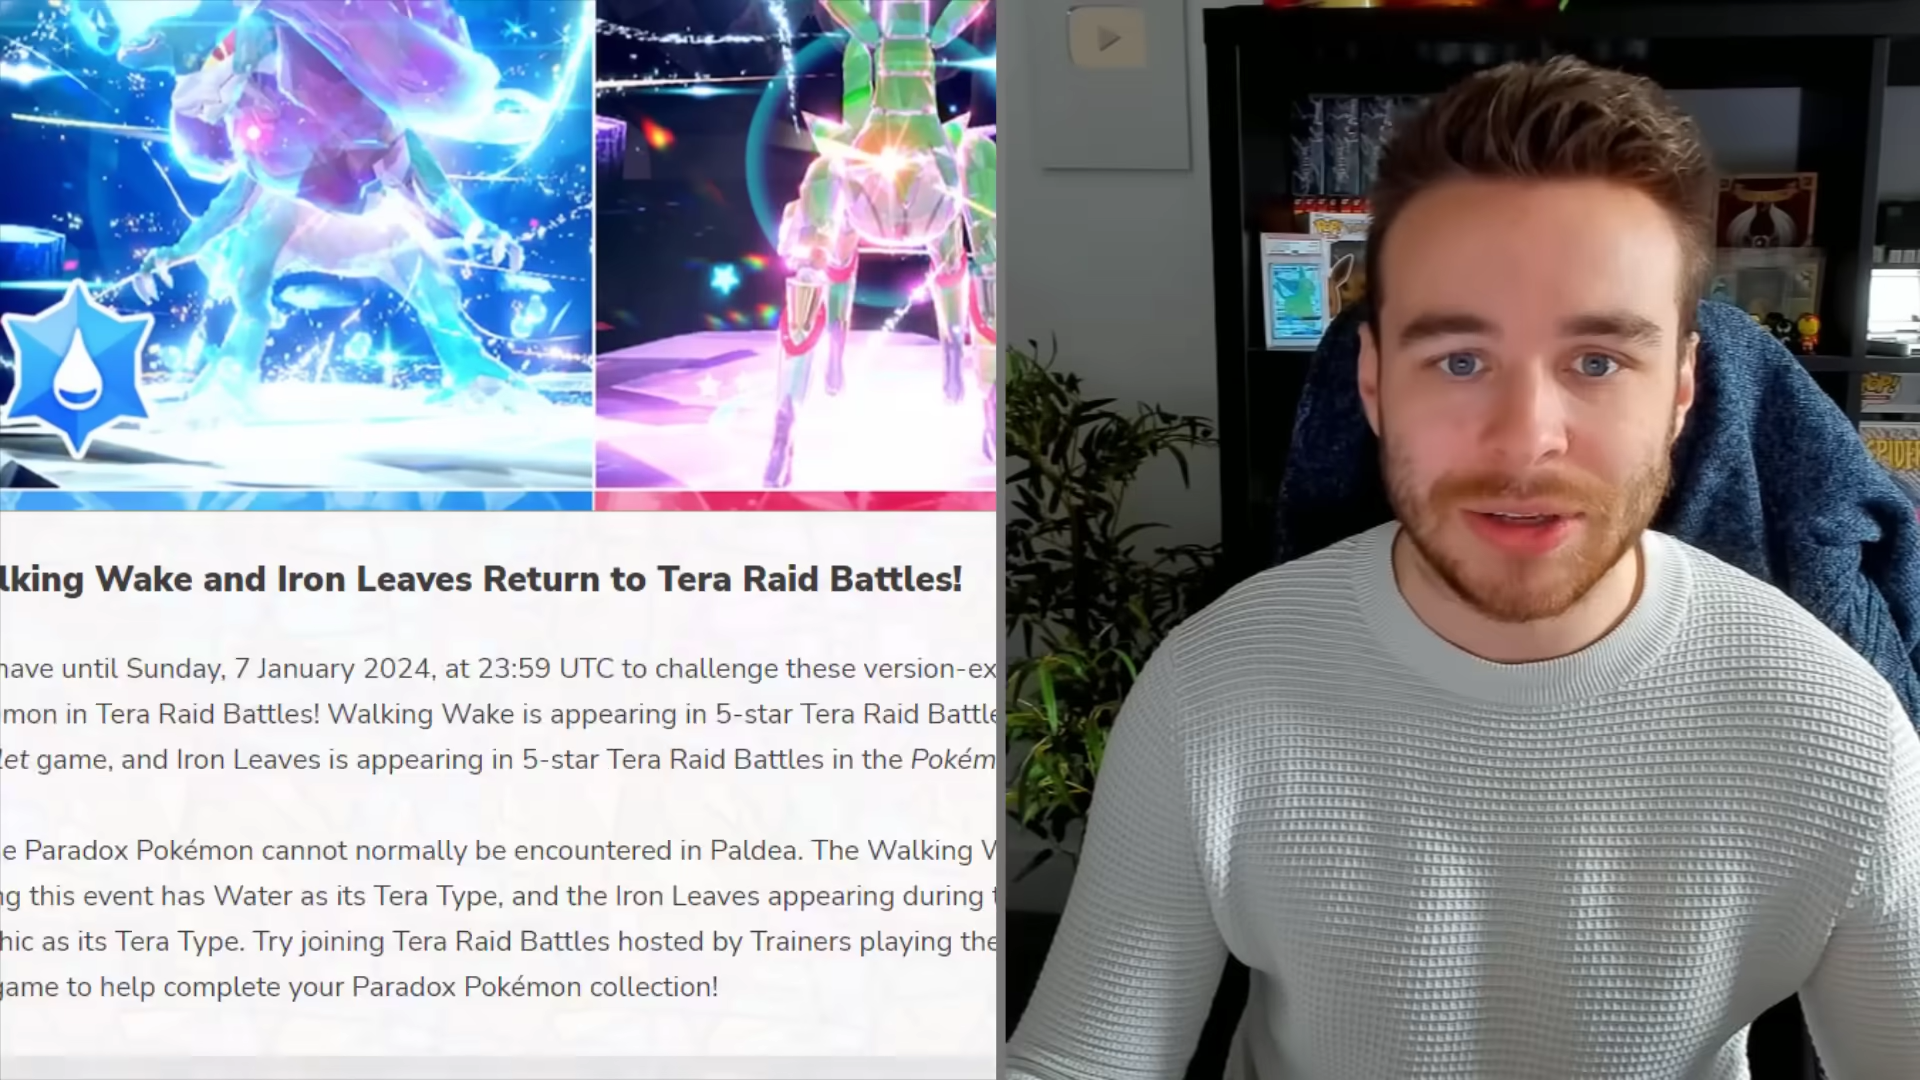 lking Wake and Iron Leaves Return to Tera Raid Battles!
have until Sunday, 7 January 2024, at 23:59 UTC to challenge these version-ex
mon in Tera Raid Battles! Walking Wake is appearing in 5-star Tera Raid Battle
let game, and Iron Leaves is appearing in 5-star Tera Raid Battles in the Pokém
e Paradox Pokémon cannot normally be encountered in Paldea. The Walking W
ng this event has Water as its Tera Type, and the Iron Leaves appearing during t
hic as its Tera Type. Try joining Tera Raid Battles hosted by Trainers playing the
game to help complete your Paradox Pokémon collection!
POP!
POP!
SPIDER